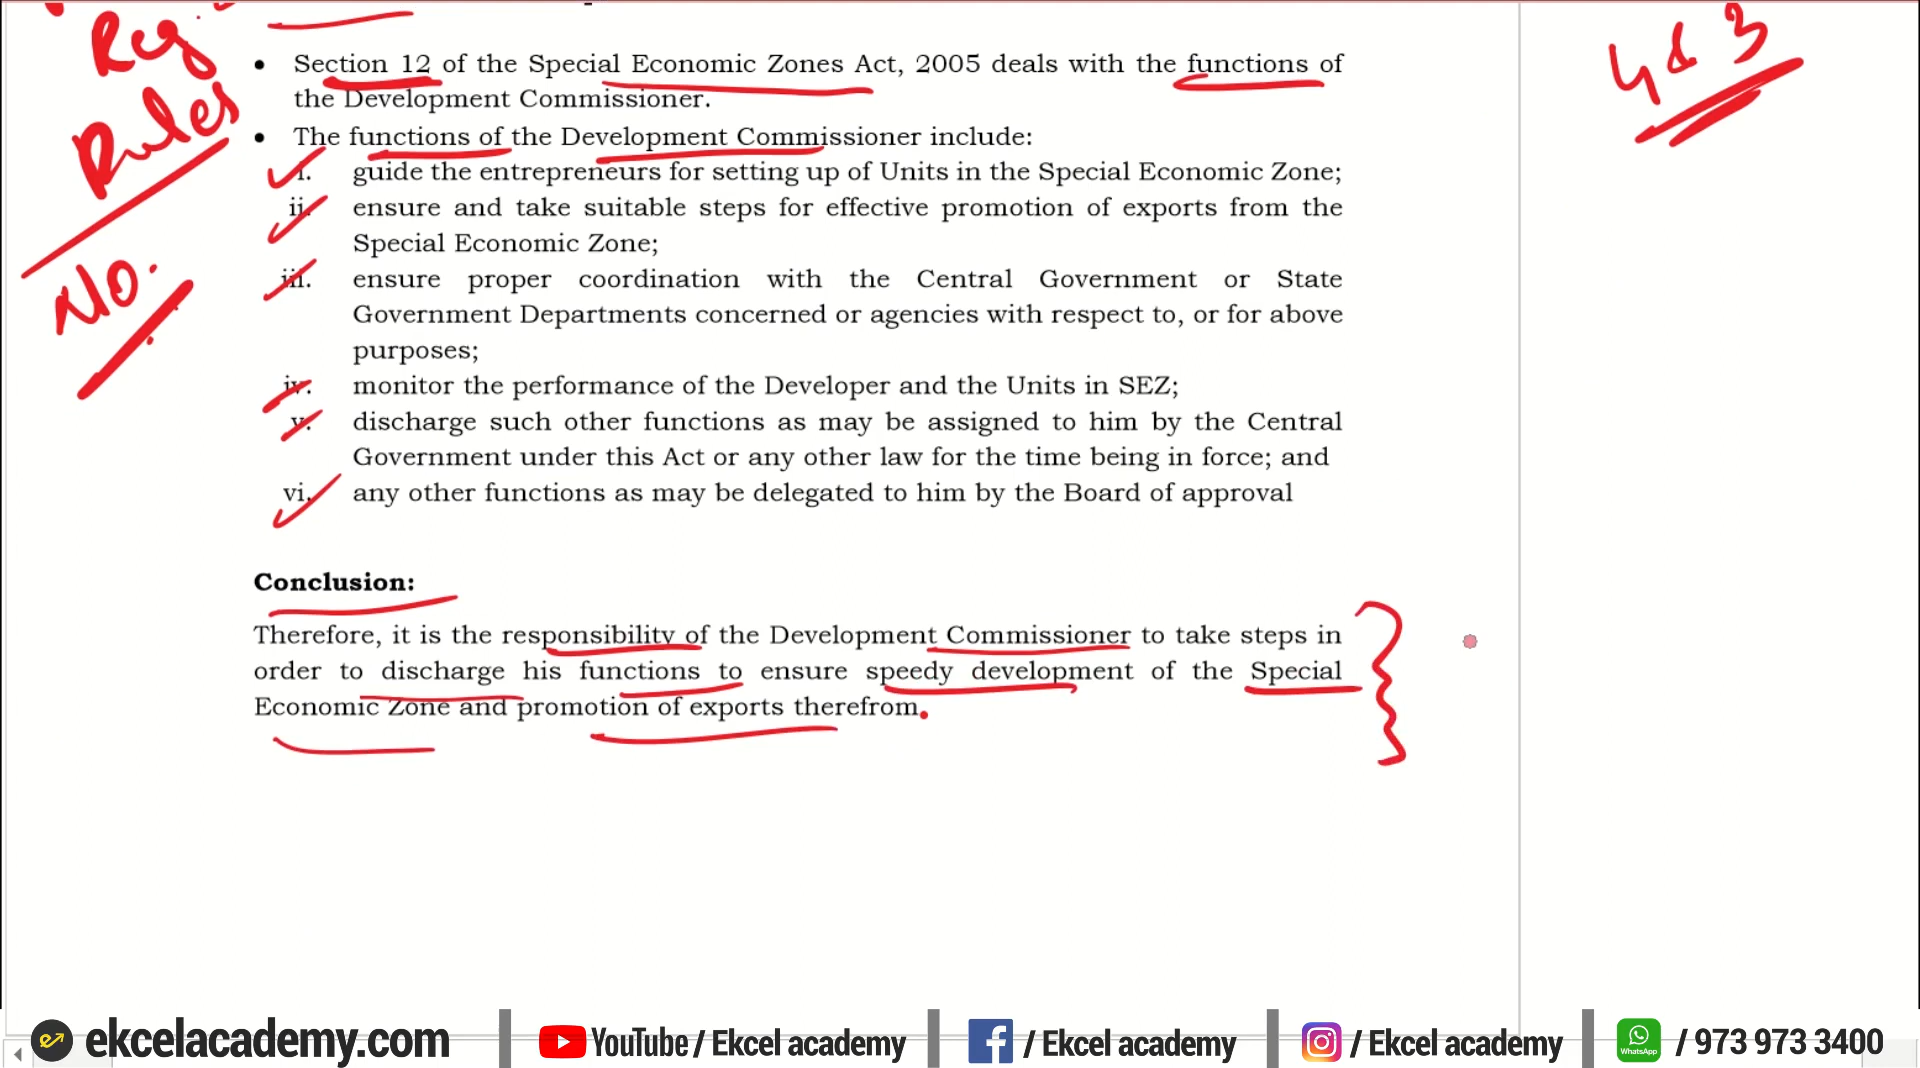 Reg
Rules
No.
4 & 3
• Section 12 of the Special Economic Zones Act, 2005 deals with the functions of
the Development Commissioner.
• The functions of the Development Commissioner include:
i. guide the entrepreneurs for setting up of Units in the Special Economic Zone;
ii. ensure and take suitable steps for effective promotion of exports from the
Special Economic Zone;
iii. ensure proper coordination with the Central Government or State
Government Departments concerned or agencies with respect to, or for above
purposes;
iv. monitor the performance of the Developer and the Units in SEZ;
v. discharge such other functions as may be assigned to him by the Central
Government under this Act or any other law for the time being in force; and
vi. any other functions as may be delegated to him by the Board of approval
Conclusion:
Therefore, it is the responsibility of the Development Commissioner to take steps in
order to discharge his functions to ensure speedy development of the Special
Economic Zone and promotion of exports therefrom.
ekcelacademy.com YouTube / Ekcel academy / Ekcel academy / Ekcel academy WhatsApp / 973 973 3400